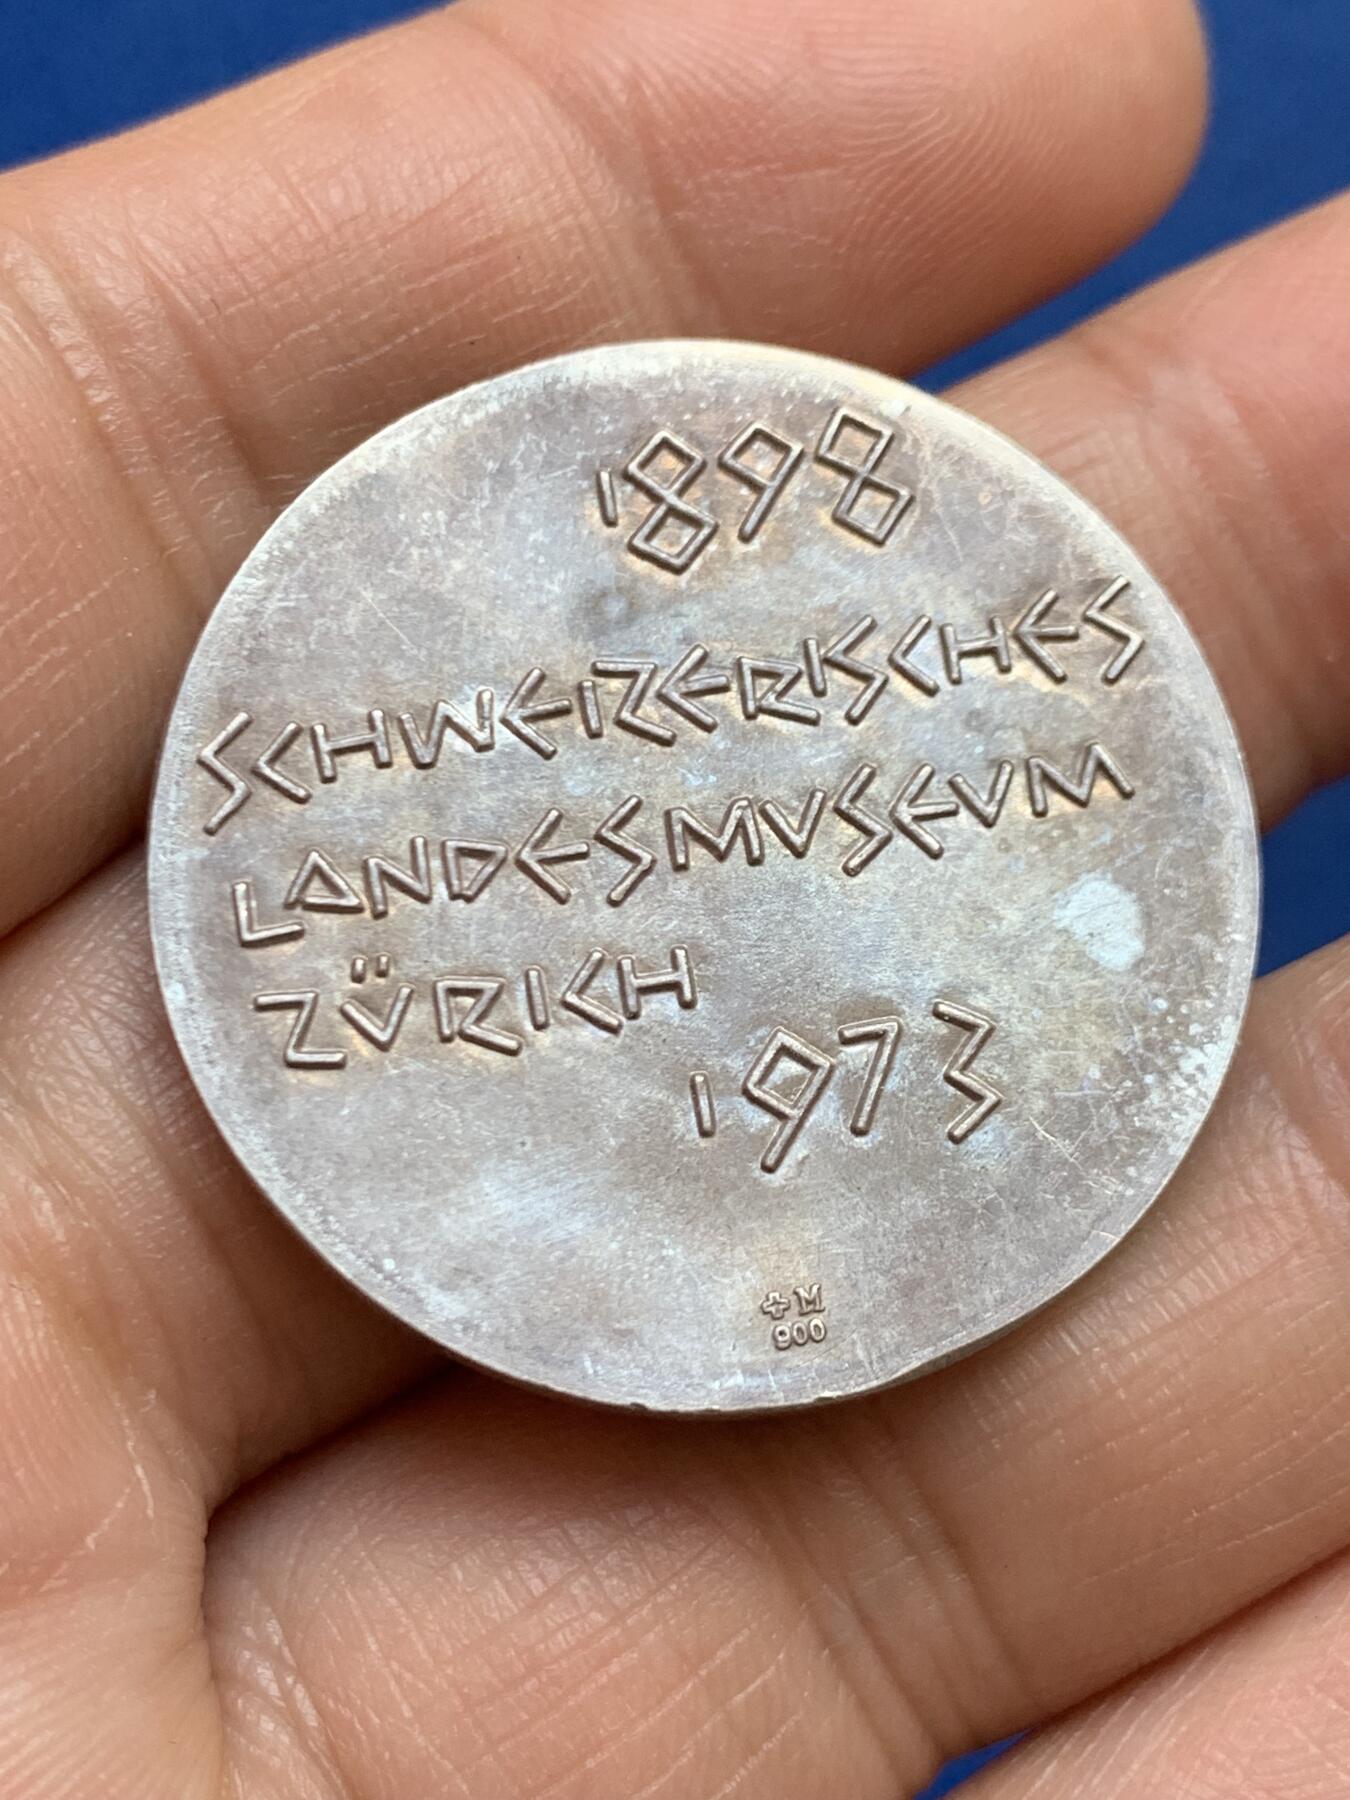 1898
SCHWEIZERISCHES
LANDESMUSEUM
ZÜRICH
1973
+M
900